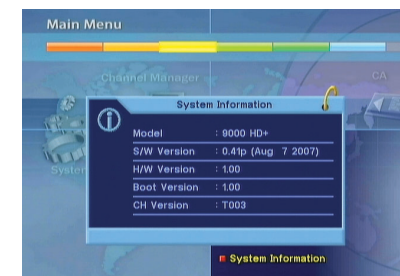 Main Menu
Channel Manager
CA
System
System Information
Model : 9000 HD+
S/W Version : 0.41p (Aug 7 2007)
H/W Version : 1.00
Boot Version : 1.00
CH Version : T003
System Information